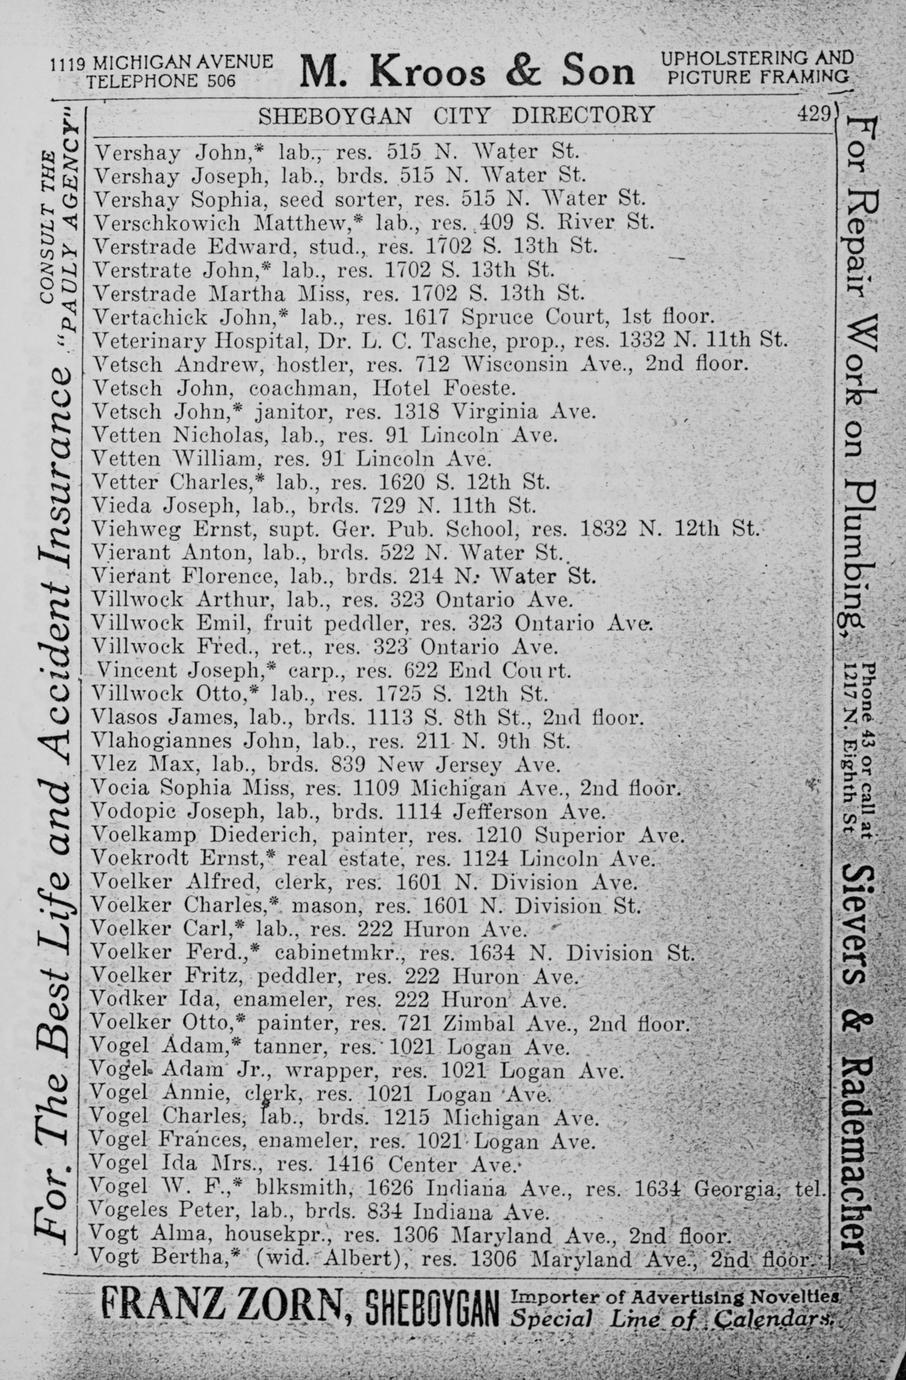 1119 MICHIGAN AVENUE
TELEPHONE 506
M. Kroos & Son
UPHOLSTERING AND
PICTURE FRAMING
SHEBOYGAN CITY DIRECTORY 429
Vershay John,* lab., res. 515 N. Water St.
Vershay Joseph, lab., brds. 515 N. Water St.
Vershay Sophia, seed sorter, res. 515 N. Water St.
Verschkowich Matthew,* lab., res. 409 S. River St.
Verstrade Edward, stud., res. 1702 S. 13th St.
Verstrate John,* lab., res. 1702 S. 13th St.
Verstrade Martha Miss, res. 1702 S. 13th St.
Vertachick John,* lab., res. 1617 Spruce Court, 1st floor.
Veterinary Hospital, Dr. L. C. Tasche, prop., res. 1332 N. 11th St.
Vetsch Andrew, hostler, res. 712 Wisconsin Ave., 2nd floor.
Vetsch John, coachman, Hotel Foeste.
Vetsch John,* janitor, res. 1318 Virginia Ave.
Vetten Nicholas, lab., res. 91 Lincoln Ave.
Vetten William, res. 91 Lincoln Ave.
Vetter Charles,* lab., res. 1620 S. 12th St.
Vieda Joseph, lab., brds. 729 N. 11th St.
Viehweg Ernst, supt. Ger. Pub. School, res. 1832 N. 12th St.
Vierant Anton, lab., brds. 522 N. Water St.
Vierant Florence, lab., brds. 214 N. Water St.
Villwock Arthur, lab., res. 323 Ontario Ave.
Villwock Emil, fruit peddler, res. 323 Ontario Ave.
Villwock Fred., ret., res. 323 Ontario Ave.
Vincent Joseph,* carp., res. 622 End Court.
Villwock Otto,* lab., res. 1725 S. 12th St.
Vlasos James, lab., brds. 1113 S. 8th St., 2nd floor.
Vlahogiannes John, lab., res. 211 N. 9th St.
Vlez Max, lab., brds. 839 New Jersey Ave.
Vocia Sophia Miss, res. 1109 Michigan Ave., 2nd floor.
Vodopic Joseph, lab., brds. 1114 Jefferson Ave.
Voelkamp Diederich, painter, res. 1210 Superior Ave.
Voekrodt Ernst,* real estate, res. 1124 Lincoln Ave.
Voelker Alfred, clerk, res. 1601 N. Division Ave.
Voelker Charles,* mason, res. 1601 N. Division St.
Voelker Carl,* lab., res. 222 Huron Ave.
Voelker Ferd.,* cabinetmkr., res. 1634 N. Division St.
Voelker Fritz, peddler, res. 222 Huron Ave.
Vodker Ida, enameler, res. 222 Huron Ave.
Voelker Otto,* painter, res. 721 Zimbal Ave., 2nd floor.
Vogel Adam,* tanner, res. 1021 Logan Ave.
Vogel Adam Jr., wrapper, res. 1021 Logan Ave.
Vogel Annie, clerk, res. 1021 Logan Ave.
Vogel Charles, lab., brds. 1215 Michigan Ave.
Vogel Frances, enameler, res. 1021 Logan Ave.
Vogel Ida Mrs., res. 1416 Center Ave.
Vogel W. F.,* blksmith, 1626 Indiana Ave., res. 1634 Georgia, tel.
Vogeles Peter, lab., brds. 834 Indiana Ave.
Vogt Alma, housekpr., res. 1306 Maryland Ave., 2nd floor.
Vogt Bertha,* (wid. Albert), res. 1306 Maryland Ave., 2nd floor.
For The Best Life and Accident Insurance
CONSULT THE
"PAULY AGENCY"
For Repair Work on Plumbing,
Phone 43 or call at
1217 N. Eighth St
Sievers & Rademacher
FRANZ ZORN, SHEBOYGAN
Importer of Advertising Novelties
Special Line of Calendars.